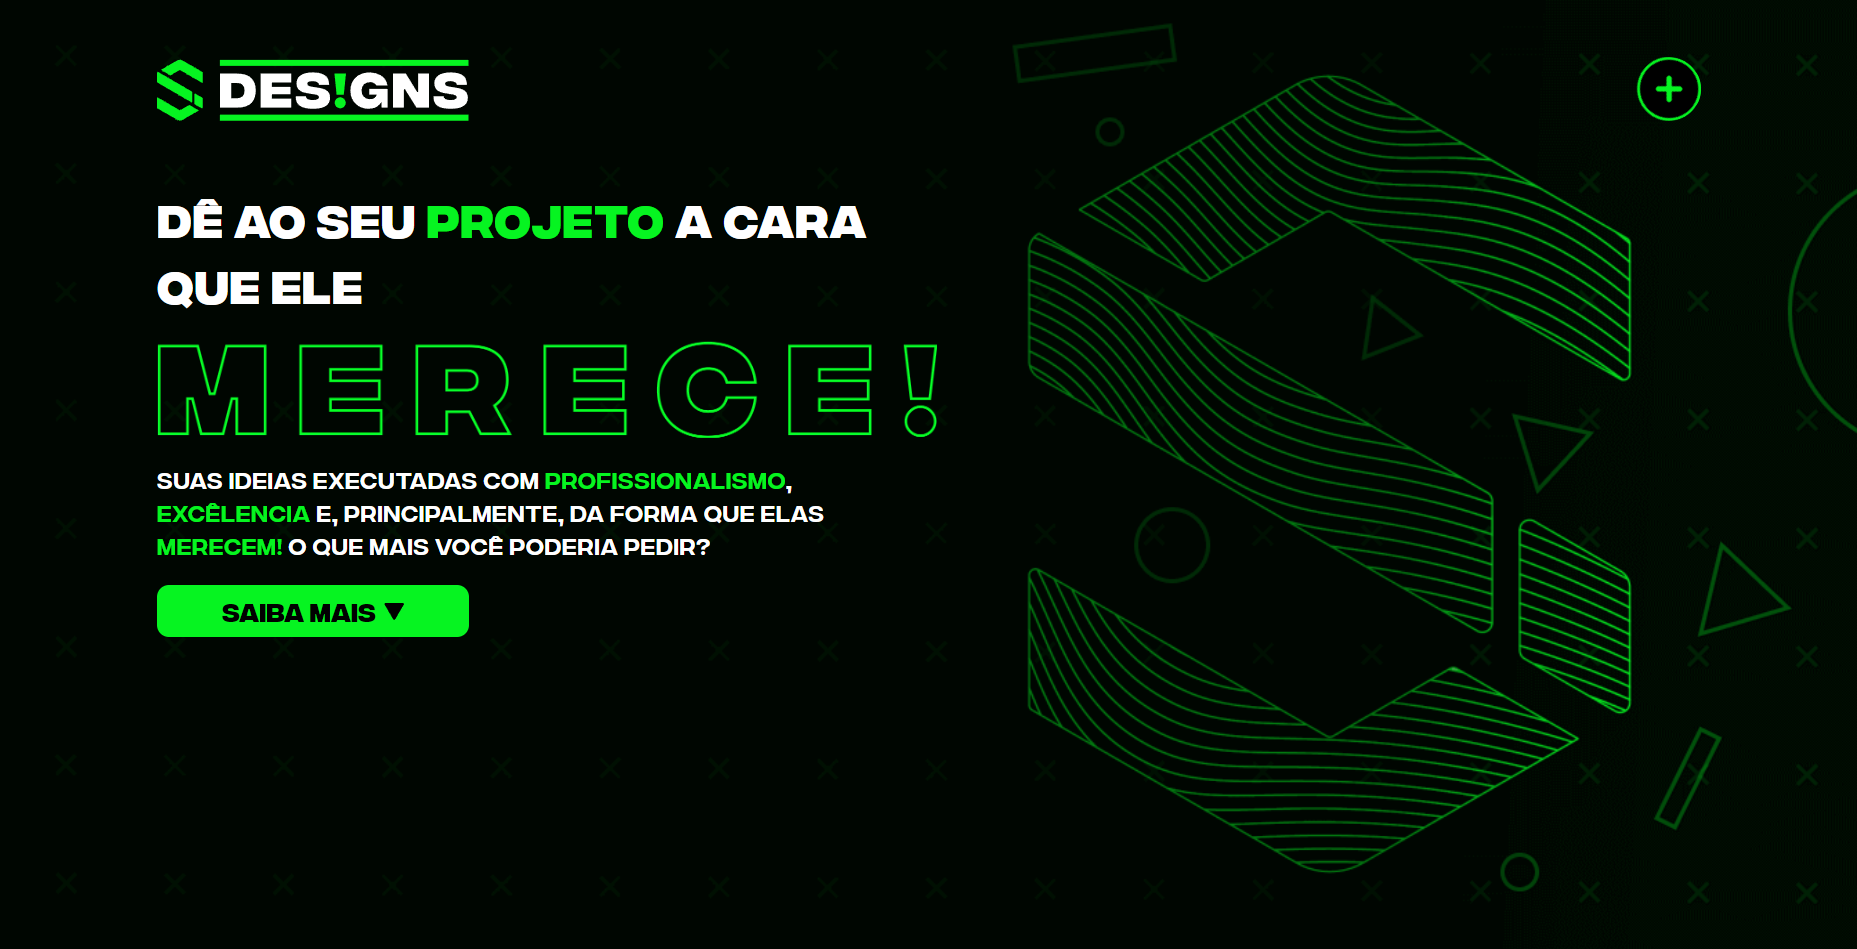 DES!GNS
DÊ AO SEU PROJETO A CARA
QUE ELE
MERECE!
SUAS IDEIAS EXECUTADAS COM PROFISSIONALISMO,
EXCÊLENCIA E, PRINCIPALMENTE, DA FORMA QUE ELAS
MERECEM! O QUE MAIS VOCÊ PODERIA PEDIR?
SAIBA MAIS